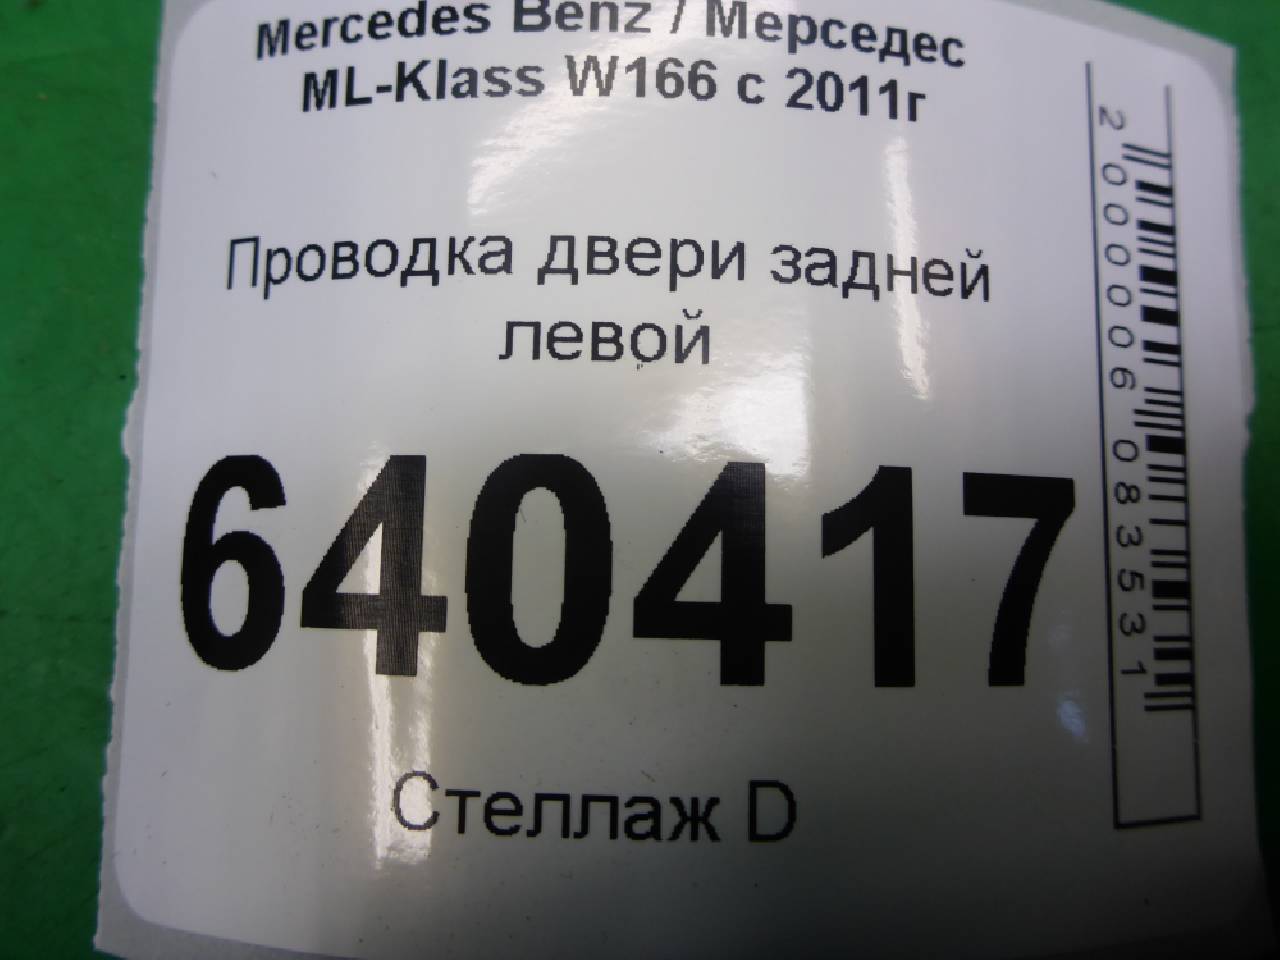 Mercedes Benz / Мерседес
ML-Klass W166 с 2011г
Проводка двери задней
левой
640417
Стеллаж D
2000006083531